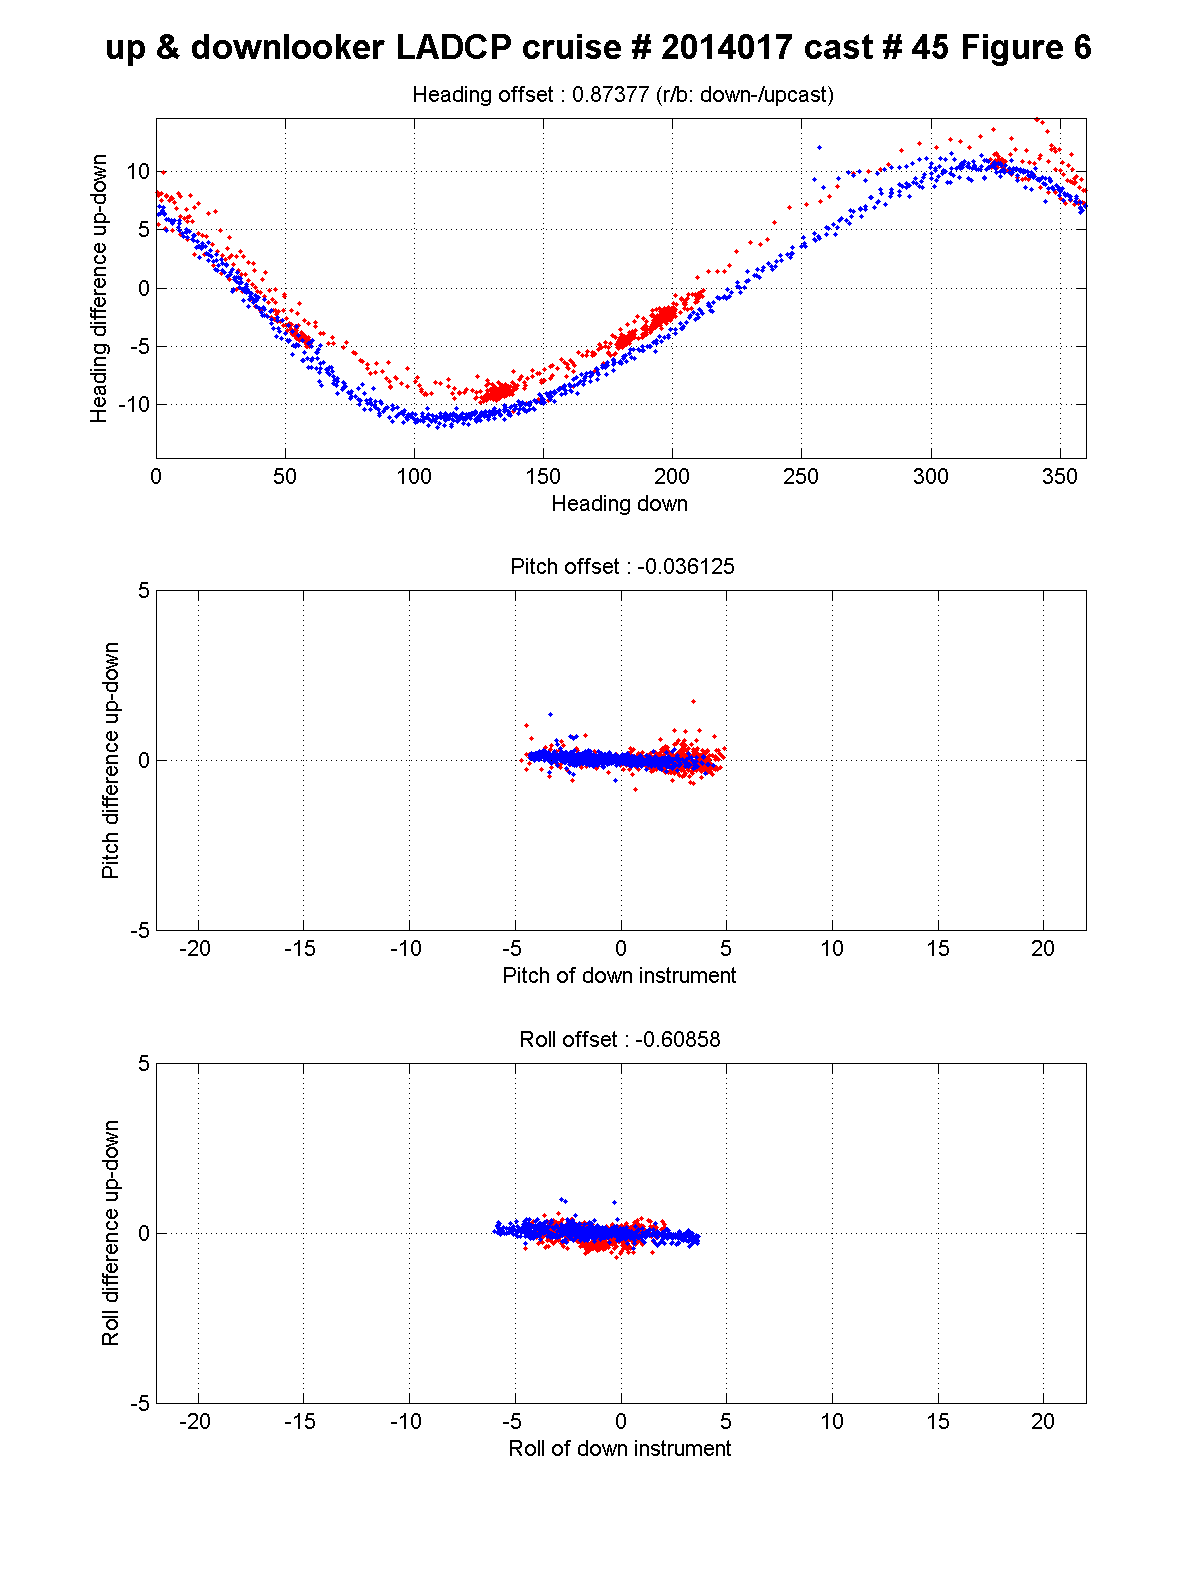 up & downlooker LADCP cruise # 2014017 cast # 45 Figure 6
Heading offset : 0.87377 (r/b: down-/upcast)
Heading difference up-down
10
5
0
-5
-10
0 50 100 150 200 250 300 350
Heading down
Pitch offset : -0.036125
Pitch difference up-down
5
0
-5
-20 -15 -10 -5 0 5 10 15 20
Pitch of down instrument
Roll offset : -0.60858
Roll difference up-down
5
0
-5
-20 -15 -10 -5 0 5 10 15 20
Roll of down instrument